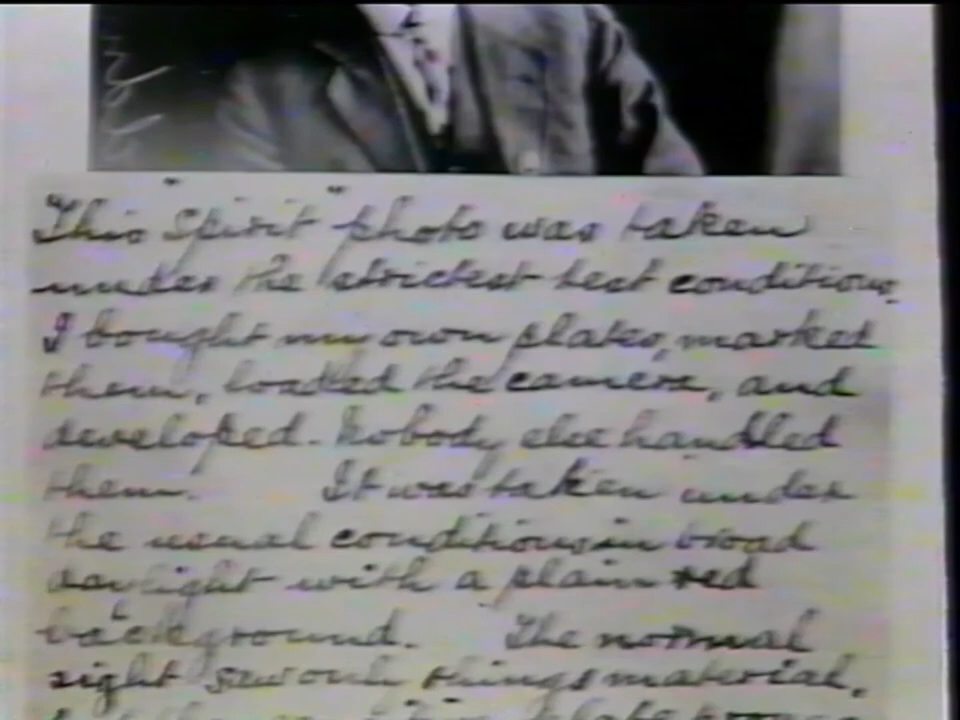 This "Spirit" photo was taken
under the strictest test conditions.
I bought my own plates, marked
them, loaded the camera, and
developed. Nobody else handled
them. It was taken under
the usual conditions in broad
daylight with a plain red
background. The normal
sight saw only things material,
plate